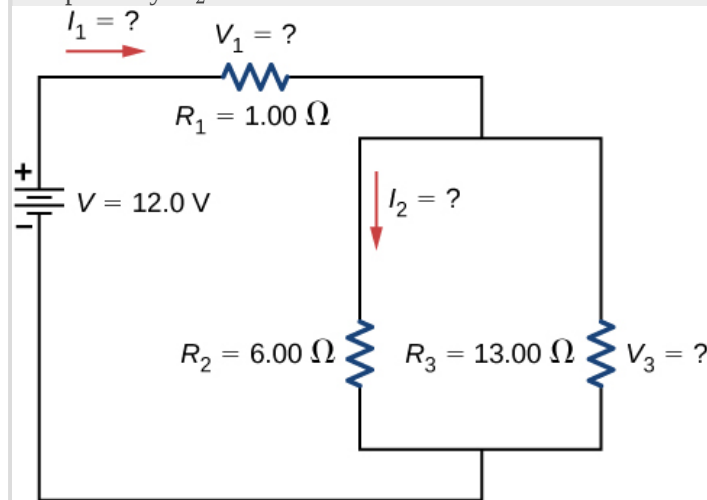 I₁ = ?
V₁ = ?
R₁ = 1.00 Ω
+
V = 12.0 V
−
I₂ = ?
R₂ = 6.00 Ω
R₃ = 13.00 Ω
V₃ = ?